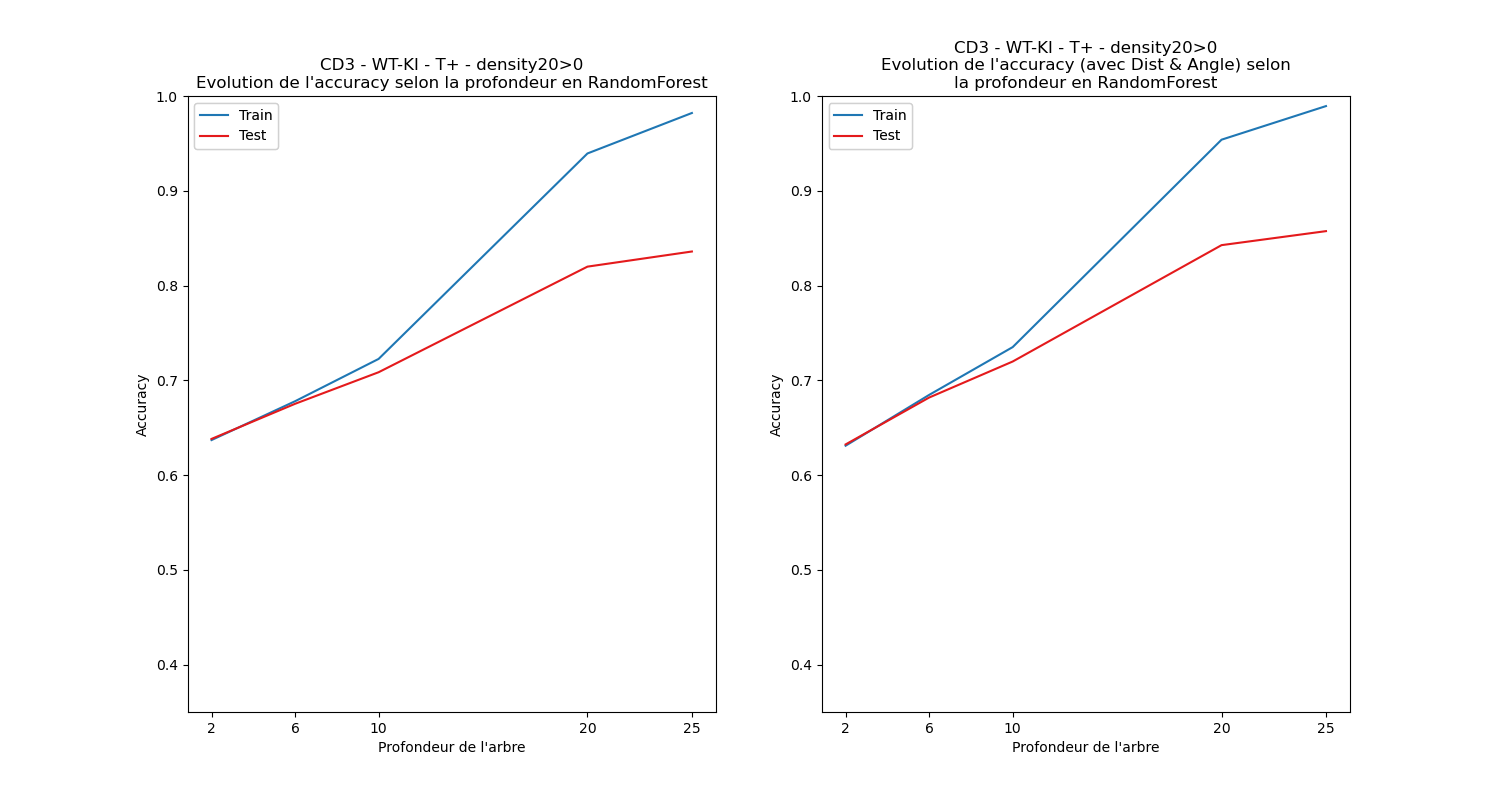 CD3 - WT-KI - T+ - density20>0
Evolution de l'accuracy selon la profondeur en RandomForest
1.0
0.9
0.8
0.7
0.6
0.5
0.4
Accuracy
Train
Test
2 6 10 20 25
Profondeur de l'arbre
CD3 - WT-KI - T+ - density20>0
Evolution de l'accuracy (avec Dist & Angle) selon
la profondeur en RandomForest
1.0
0.9
0.8
0.7
0.6
0.5
0.4
Accuracy
Train
Test
2 6 10 20 25
Profondeur de l'arbre